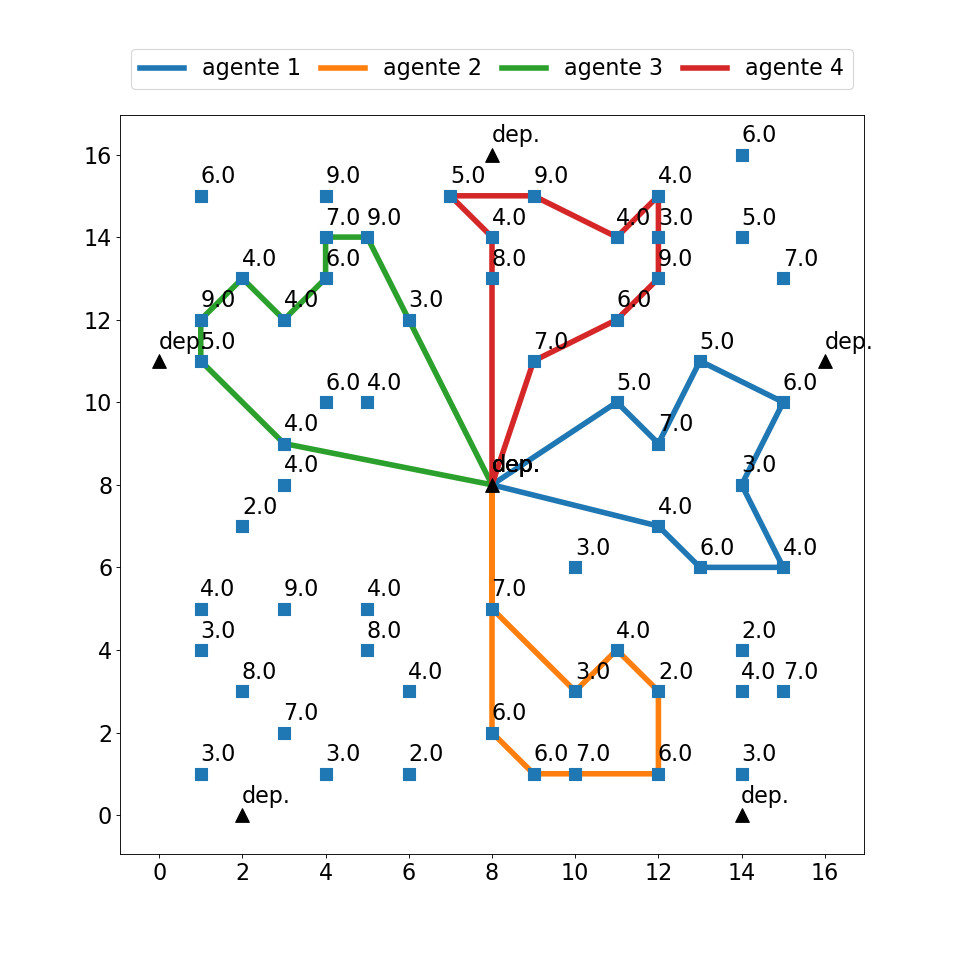 agente 1 agente 2 agente 3 agente 4
dep. 6.0
16
6.0 9.0 5.0 9.0 4.0
14 7.0 9.0 4.0 4.0 3.0 5.0
4.0 6.0 8.0 9.0 7.0
12 9.0 4.0 3.0 6.0
dep. 5.0 7.0 5.0 dep.
10 6.0 4.0 5.0 6.0
4.0 7.0
8 4.0 dep. dep. 3.0
2.0 4.0
6 3.0 6.0 4.0
4.0 9.0 4.0 7.0
4 3.0 8.0 4.0 2.0
8.0 4.0 3.0 2.0 4.0 7.0
2 7.0 6.0
3.0 3.0 2.0 6.0 7.0 6.0 3.0
0 dep. dep.
0 2 4 6 8 10 12 14 16